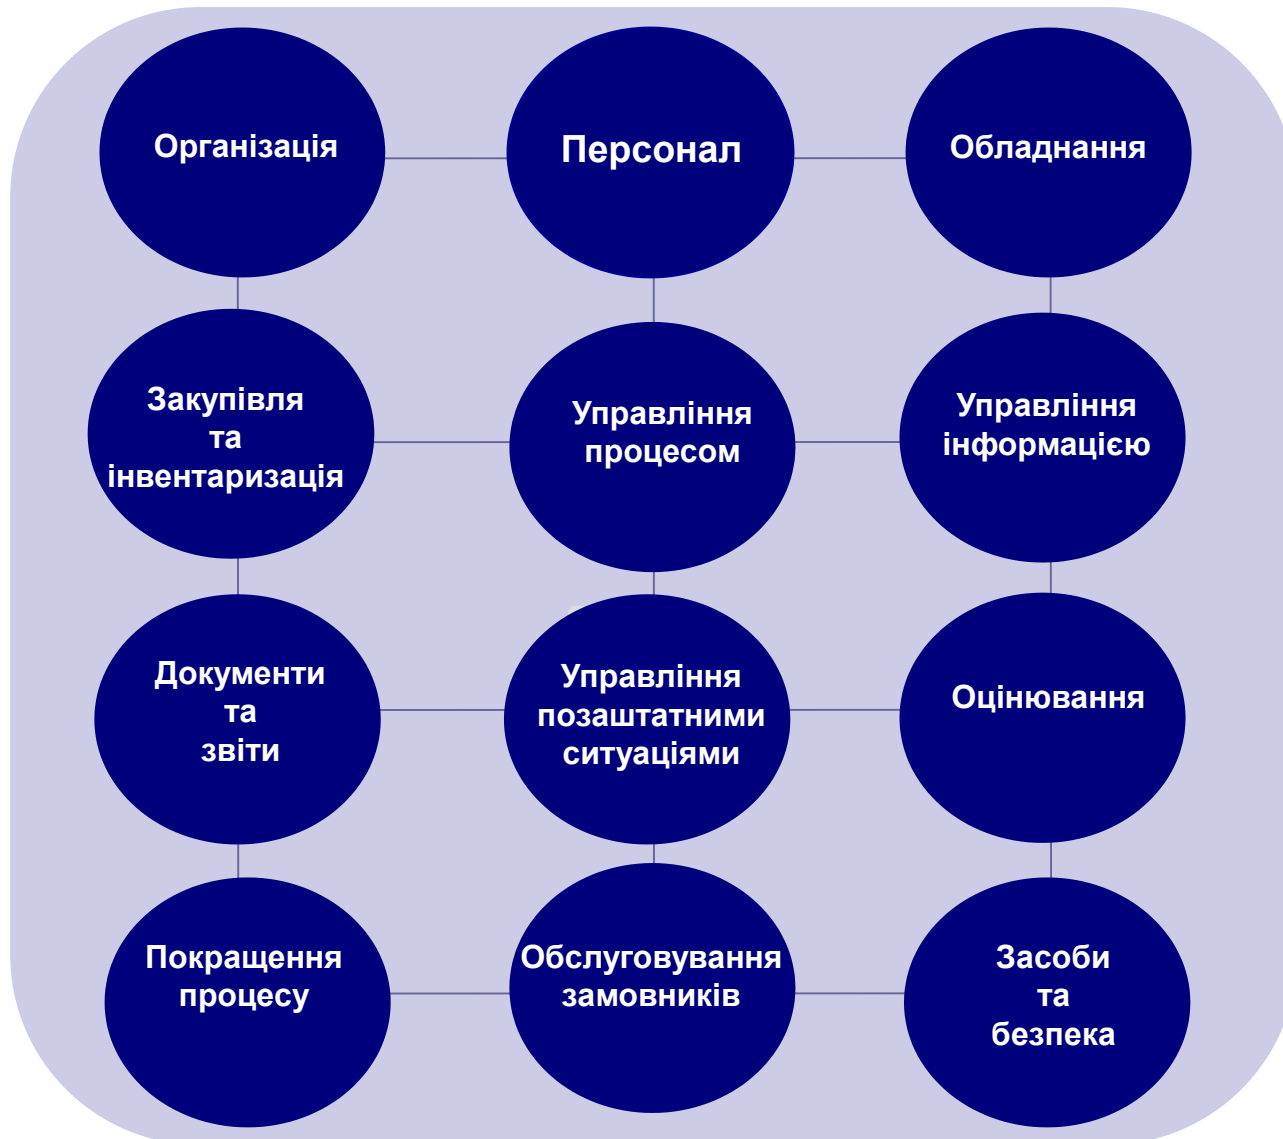 Організація
Персонал
Обладнання
Закупівля
та
інвентаризація
Управління
процесом
Управління
інформацією
Документи
та
звіти
Управління
позаштатними
ситуаціями
Оцінювання
Покращення
процесу
Обслуговування
замовників
Засоби
та
безпека